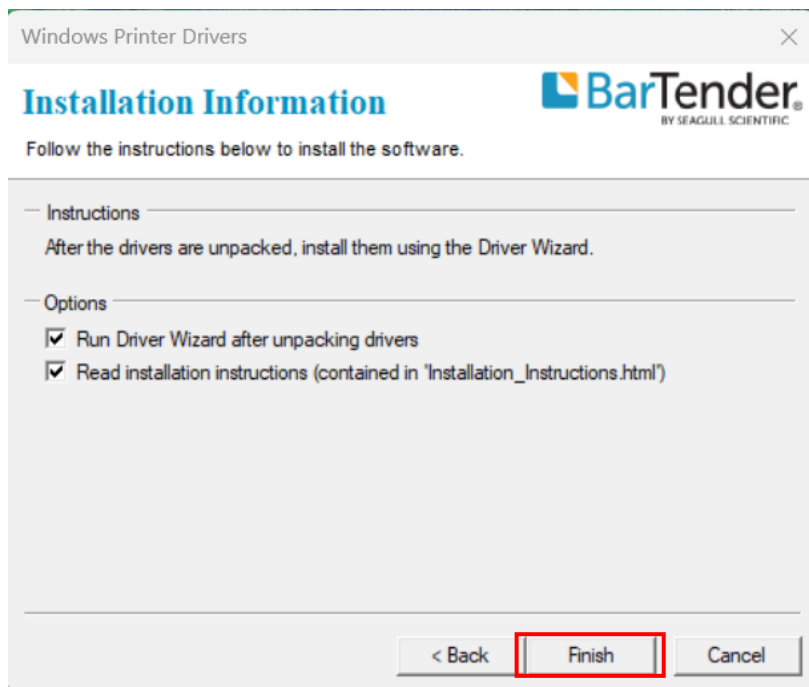 Windows Printer Drivers
Installation Information
BarTender®
BY SEAGULL SCIENTIFIC
Follow the instructions below to install the software.
Instructions
After the drivers are unpacked, install them using the Driver Wizard.
Options
Run Driver Wizard after unpacking drivers
Read installation instructions (contained in 'Installation_Instructions.html')
< Back Finish Cancel